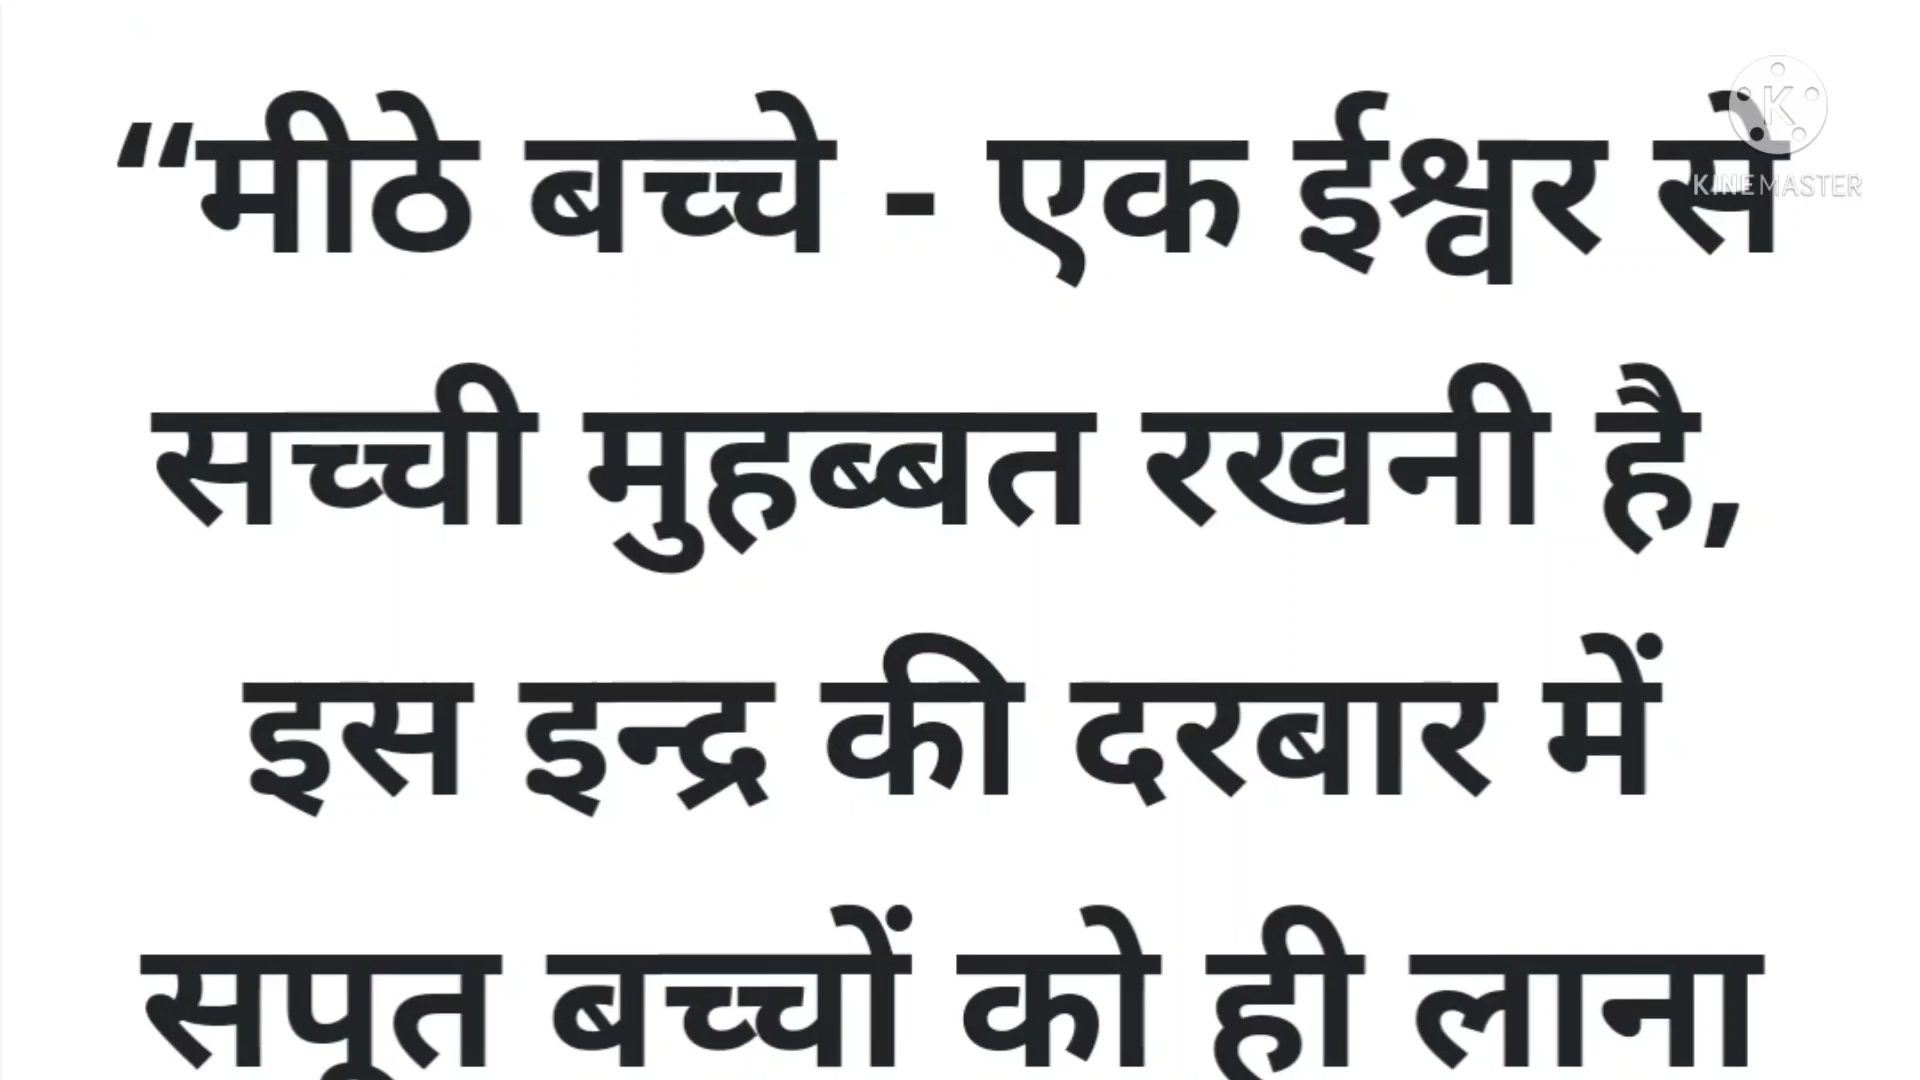 “मीठे बच्चे - एक ईश्वर से
KINEMASTER
सच्ची मुहब्बत रखनी है,
इस इन्द्र की दरबार में
सपूत बच्चों को ही लाना